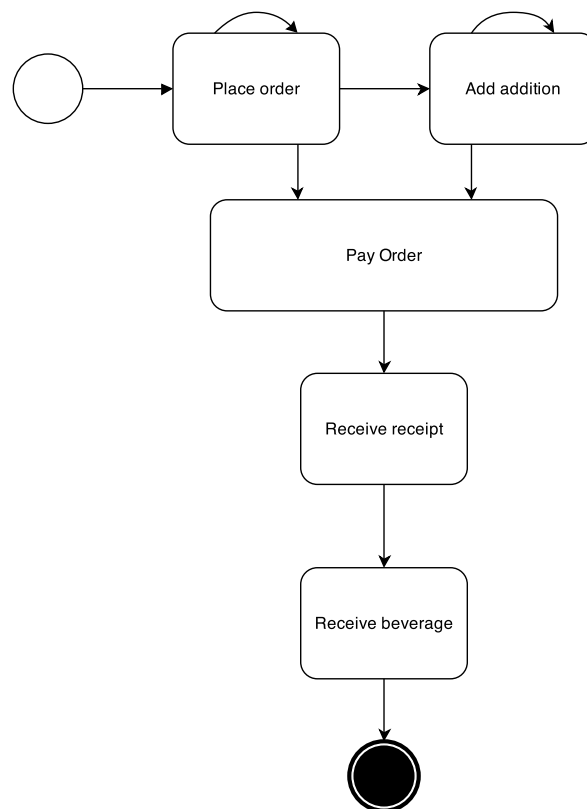 Place order
Add addition
Pay Order
Receive receipt
Receive beverage